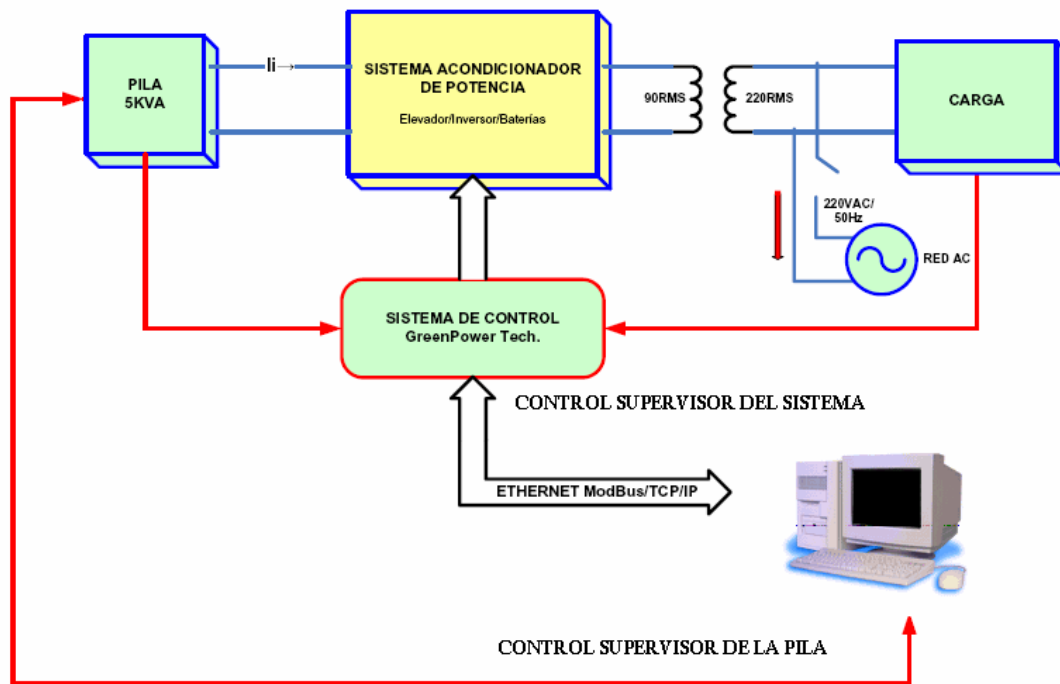 PILA
5KVA
Ii→
SISTEMA ACONDICIONADOR
DE POTENCIA
Elevador/Inversor/Baterías
90RMS
220RMS
CARGA
220VAC/
50Hz
RED AC
SISTEMA DE CONTROL
GreenPower Tech.
CONTROL SUPERVISOR DEL SISTEMA
ETHERNET ModBus/TCP/IP
CONTROL SUPERVISOR DE LA PILA